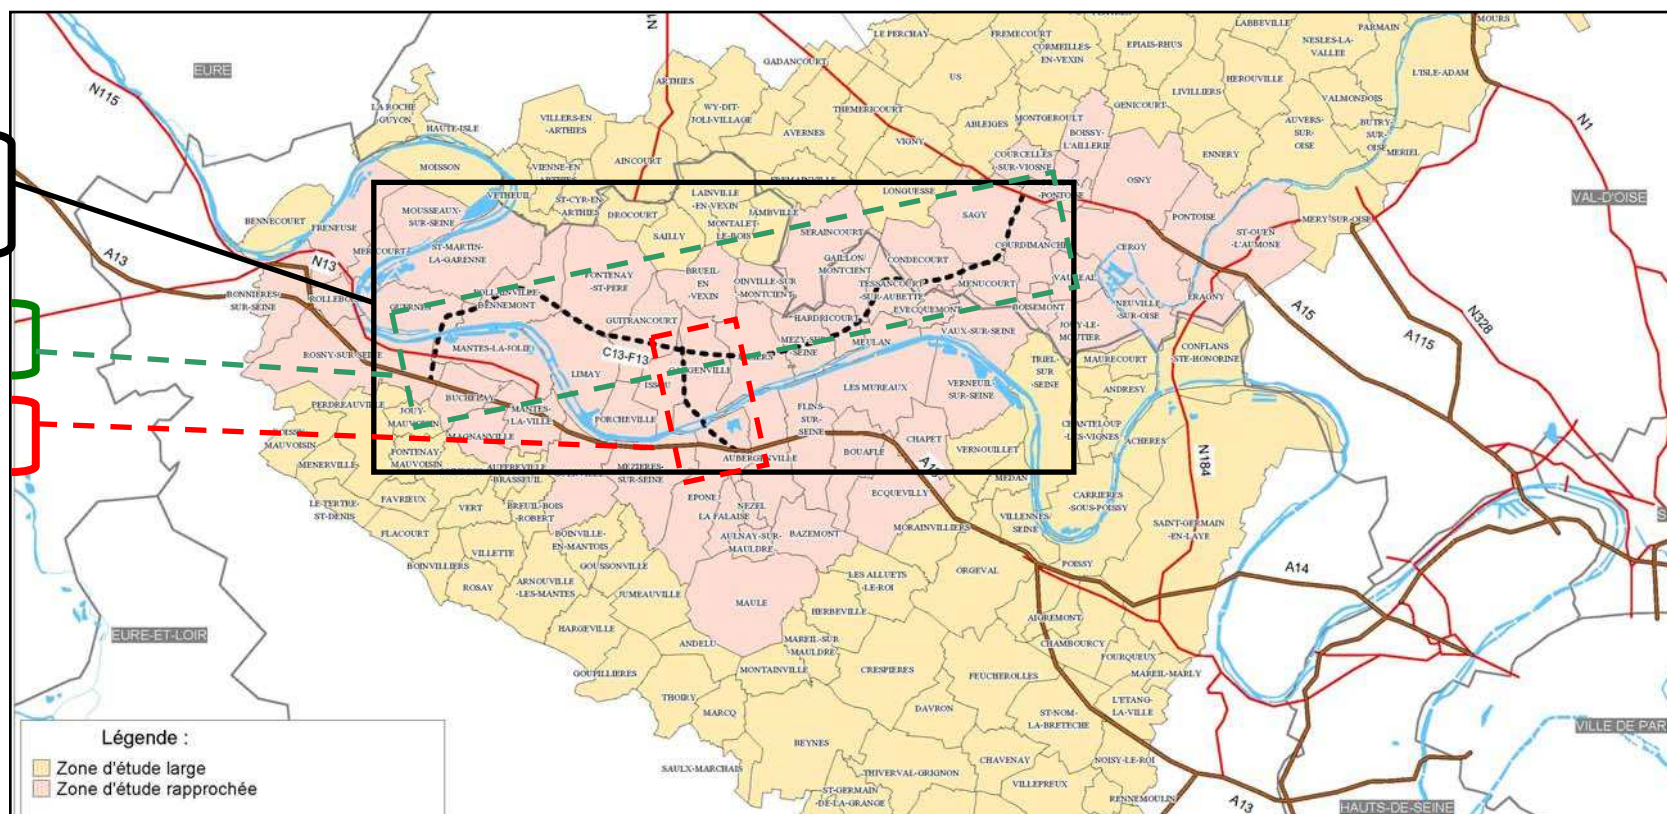 MOURS
LABBEVILLE
PARMAIN
LE PERCHAY
FREMECOURT
CORMEILLES-
EN-VEXIN
EPIAIS-RHUS
NESLES-LA-
VALLEE
N1
EURE
GADANCOURT
US
HEROUVILLE
L'ISLE-ADAM
ARTHIES
N115
LIVILLIERS
VALMONDOIS
GENICOURT
LA ROCHE
-GUYON
WY-DIT-
JOLI-VILLAGE
THEMERICOURT
VILLERS-EN
-ARTHIES
ABLEIGES
MONTGEROULT
AUVERS-
SUR-
OISE
BUTRY
-SUR-
OISE
N1
HAUTE-ISLE
AVERNES
VIGNY
BOISSY-
L'AILLERIE
ENNERY
MERIEL
MOISSON
VIENNE-EN
ARTHIES
AINCOURT
COURCELLES
-SUR-VIOSNE
FREMAINVILLE
OSNY
VETHEUIL
ST-CYR-EN
-ARTHIES
LAINVILLE
-EN-VEXIN
LONGUESSE
-PONTOISE
VAL-D'OISE
MOUSSEAUX-
SUR-SEINE
DROCOURT
JAMBVILLE
SAGY
PONTOISE
MERY-SUR-OISE
BENNECOURT
FRENEUSE
MONTALET-
LE-BOIS
SAILLY
SERAINCOURT
ST-OUEN
-L'AUMONE
MERICOURT
ST-MARTIN-
LA-GARENNE
COURDIMANCHE
CERGY
A13
N13
GAILLON
MONTCIENT
CONDECOURT
FONTENAY
-ST-PERE
BRUEIL
EN
VEXIN
OINVILLE-SUR
-MONTCIENT
TESSANCOURT
-SUR-AUBETTE
MENUCOURT
VAUREAL
BONNIERES
-SUR-SEINE
ROLLEBOISE
GUERNES
FOLLAINVILLE-
DENNEMONT
NEUVILLE
-SUR-OISE
ERAGNY
EVECQUEMONT
BOISEMONT
A15
N328
GUITRANCOURT
HARDRICOURT
JOUY-LE-
MOUTIER
A115
VAUX-SUR-SEINE
MEZY-SUR-
SEINE
MEULAN
ROSNY-SUR-SEINE
MANTES-LA-JOLIE
C13-F13
CONFLANS
-STE-HONORINE
TRIEL-
SUR
-SEINE
MAURECOURT
GARGENVILLE
LIMAY
ISSOU
LES MUREAUX
VERNEUIL
-SUR-SEINE
ANDRESY
BUCHELAY
PERDREAUVILLE
JOUY-
MAUVOISIN
MANTES-
LA-VILLE
PORCHEVILLE
FLINS-
SUR-
SEINE
CHANTELOUP
-LES-VIGNES
ACHERES
MAGNANVILLE
CHAPET
MAUVOISIN
FONTENAY-
MAUVOISIN
BOUAFLE
VERNOUILLET
N184
MENERVILLE
AUFREVILLE
-BRASSEUIL
MEZIERES-
SUR-SEINE
AUBERGENVILLE
A13
MEDAN
LE-TERTRE-
ST-DENIS
FAVRIEUX
VERT
BREUIL-BOIS
-ROBERT
EPONE
NEZEL
LA FALAISE
ECQUEVILLY
CARRIERES
-SOUS-POISSY
MORAINVILLIERS
VILLENNES
SEINE
SAINT-GERMAIN
-EN-LAYE
FLACOURT
BOINVILLE-
EN-MANTOIS
AULNAY-SUR-
MAULDRE
BAZEMONT
VILLETTE
GOUSSONVILLE
BOINVILLIERS
ORGEVAL
POISSY
A14
ROSAY
ARNOUVILLE
-LES-MANTES
JUMEAUVILLE
MAULE
LES ALLUETS
-LE-ROI
HERBEVILLE
AIGREMONT
EURE-ET-LOIR
HARGEVILLE
ANDELU
MAREIL-SUR
-MAULDRE
CHAMBOURCY
FOURQUEUX
GOUPILLIERES
MONTAINVILLE
CRESPIERES
FEUCHEROLLES
MAREIL-MARLY
THOIRY
MARCQ
DAVRON
ST-NOM-
LA-BRETECHE
L'ETANG-
LA-VILLE
VILLE DE PAR
Légende :
BEYNES
CHAVENAY
NOISY-LE-ROI
Zone d'étude large
SAULX-MARCHAIS
THIVERVAL-GRIGNON
VILLEPREUX
Zone d'étude rapprochée
ST-GERMAIN
-DE-LA-GRANGE
RENNEMOULIN
A13
HAUTS-DE-SEINE